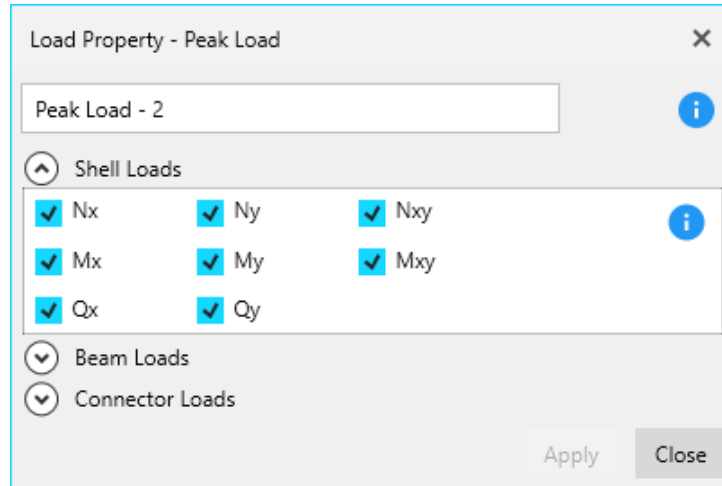 Load Property - Peak Load
Peak Load - 2
Shell Loads
Nx Ny Nxy
Mx My Mxy
Qx Qy
Beam Loads
Connector Loads
Apply Close